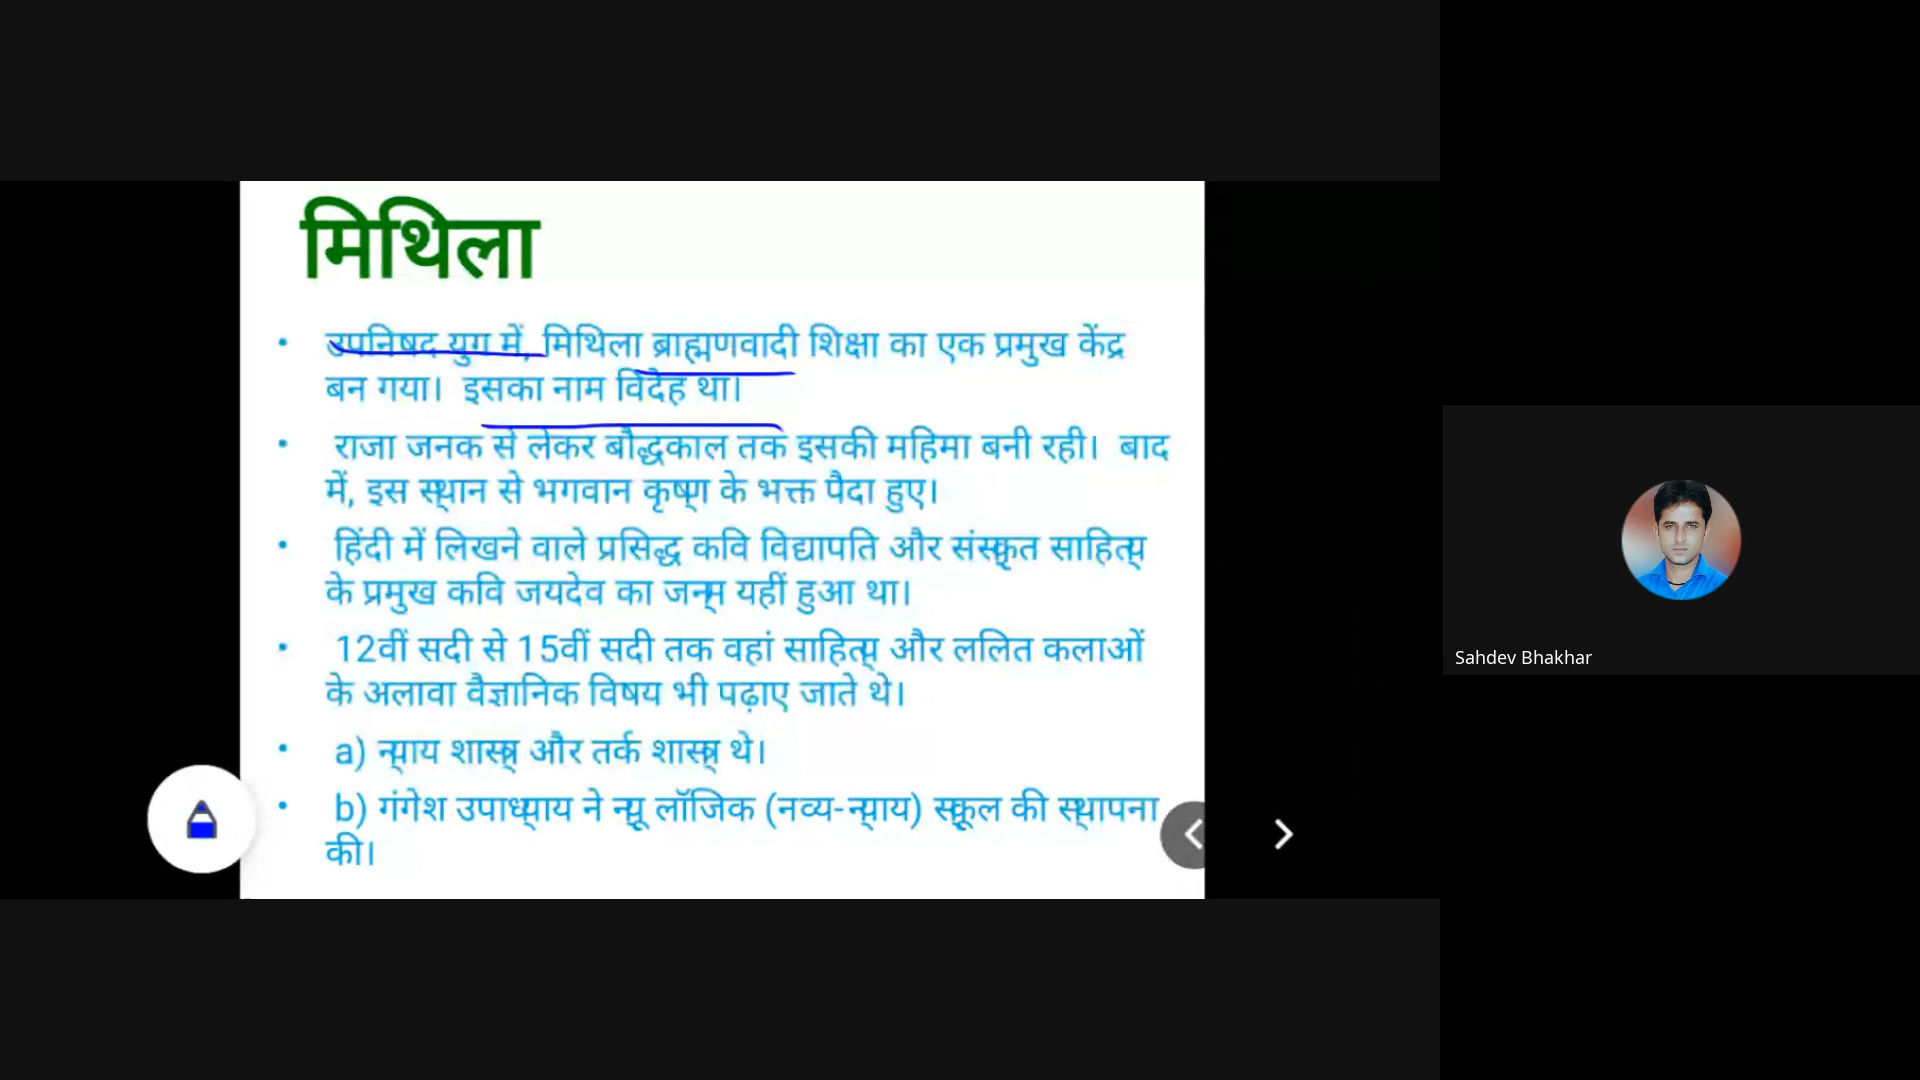 मिथिला
• उपनिषद युग में, मिथिला ब्राह्मणवादी शिक्षा का एक प्रमुख केंद्र
बन गया। इसका नाम विदेह था।
• राजा जनक से लेकर बौद्धकाल तक इसकी महिमा बनी रही। बाद
में, इस स्थान से भगवान कृष्ण के भक्त पैदा हुए।
• हिंदी में लिखने वाले प्रसिद्ध कवि विद्यापति और संस्कृत साहित्य
के प्रमुख कवि जयदेव का जन्म यहीं हुआ था।
• 12वीं सदी से 15वीं सदी तक वहां साहित्य और ललित कलाओं
के अलावा वैज्ञानिक विषय भी पढ़ाए जाते थे।
• a) न्याय शास्त्र और तर्क शास्त्र थे।
• b) गंगेश उपाध्याय ने न्यू लॉजिक (नव्य-न्याय) स्कूल की स्थापना
की।
Sahdev Bhakhar